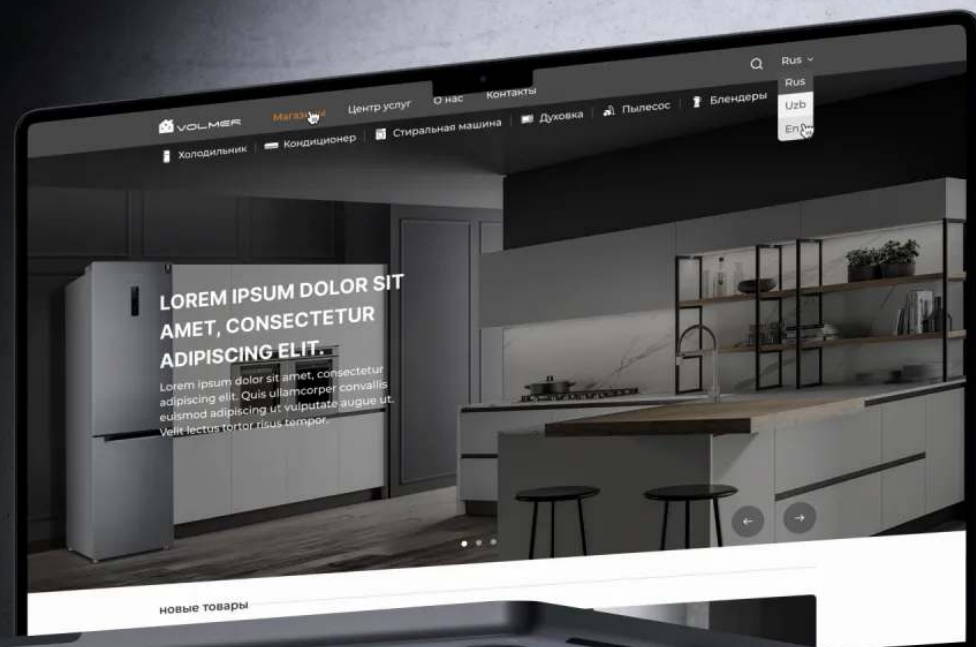 VOLMER
Магазины
Центр услуг
О нас
Контакты
Rus
Rus
Uzb
En
Холодильник
Кондиционер
Стиральная машина
Духовка
Пылесос
Блендеры
LOREM IPSUM DOLOR SIT
AMET, CONSECTETUR
ADIPISCING ELIT.
Lorem ipsum dolor sit amet, consectetur
adipiscing elit. Quis ullamcorper convallis
euismod adipiscing ut vulputate augue ut.
Velit lectus tortor risus tempor.
новые товары